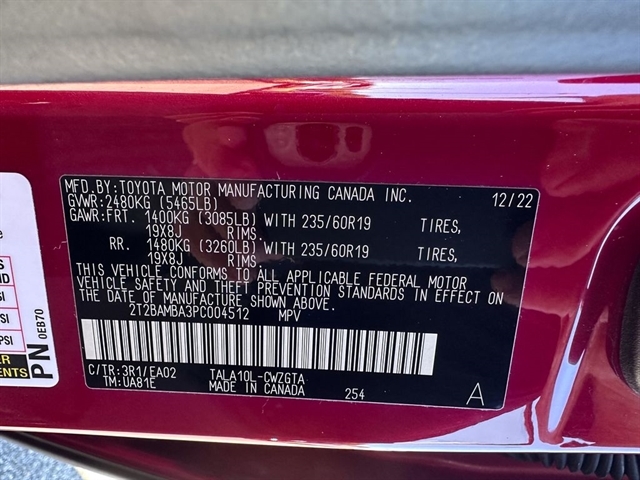 MFD.BY:TOYOTA MOTOR MANUFACTURING CANADA INC. 12/22
GVWR:2480KG (5465LB)
GAWR:FRT. 1400KG (3085LB) WITH 235/60R19 TIRES,
19X8J RIMS.
RR. 1480KG (3260LB) WITH 235/60R19 TIRES,
19X8J RIMS
THIS VEHICLE CONFORMS TO ALL APPLICABLE FEDERAL MOTOR
VEHICLE SAFETY AND THEFT PREVENTION STANDARDS IN EFFECT ON
THE DATE OF MANUFACTURE SHOWN ABOVE.
2T2BAMBA3PC004512 MPV
C/TR:3R1/EA02 TALA10L-CWZGTA
TM:UA81E MADE IN CANADA 254 A
PN 0EB70
PSI